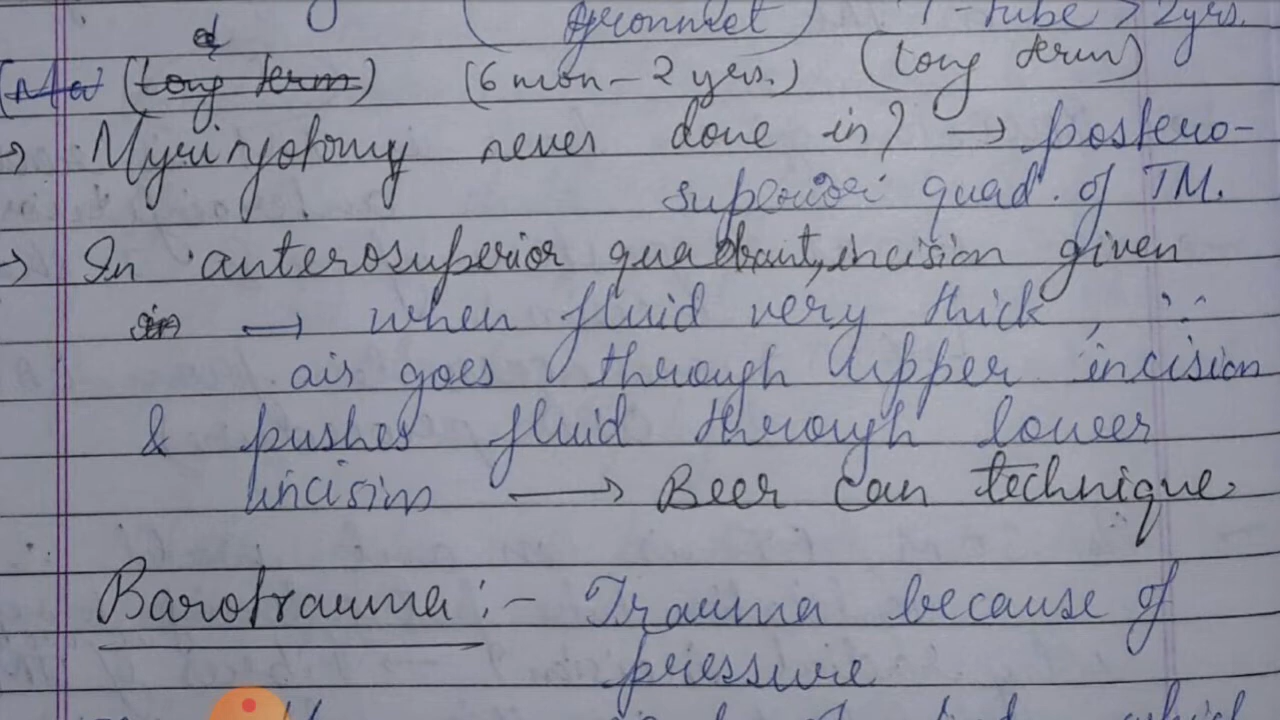 (grommet) T-tube > 2yrs.
(long term) (6 mon - 2 yrs.) (long term)
→ Myringotomy never done in? → postero-
superior quad. of TM.
→ In anterosuperior quadrant, incision given
in ⟹ when fluid very thick, ∵
air goes through upper incision
& pushes fluid through lower
incision ⟶ Beer can technique.
Barotrauma :- Trauma because of
pressure
which